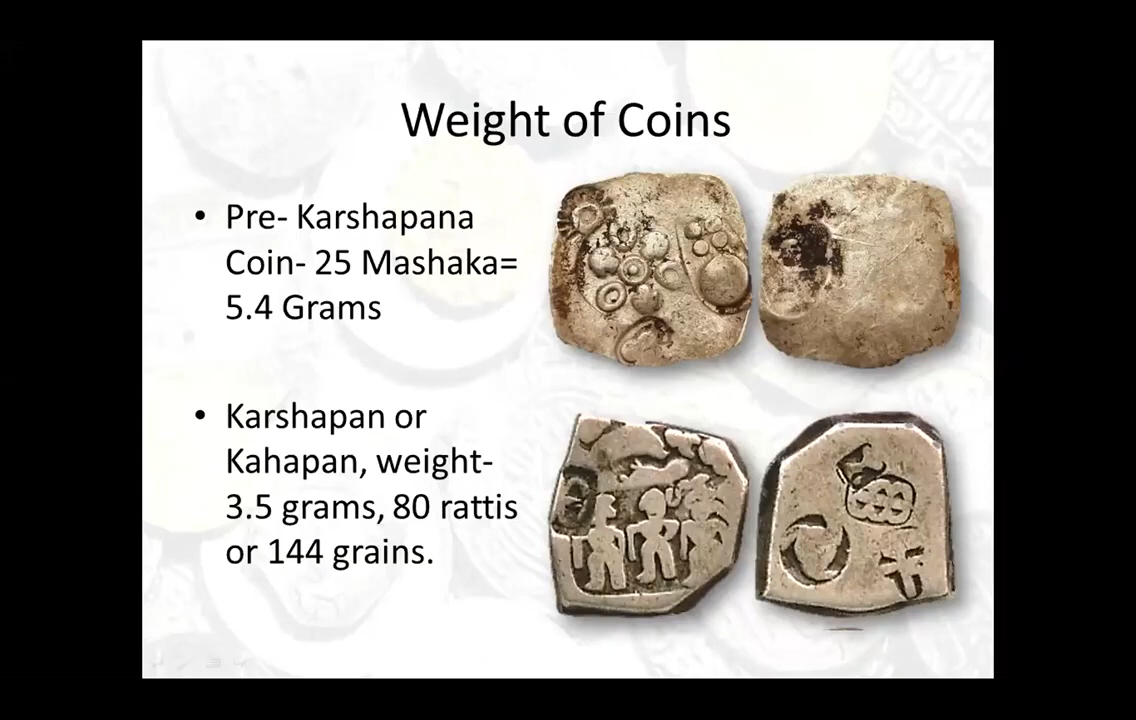 Weight of Coins
• Pre- Karshapana
Coin- 25 Mashaka=
5.4 Grams
• Karshapan or
Kahapan, weight-
3.5 grams, 80 rattis
or 144 grains.